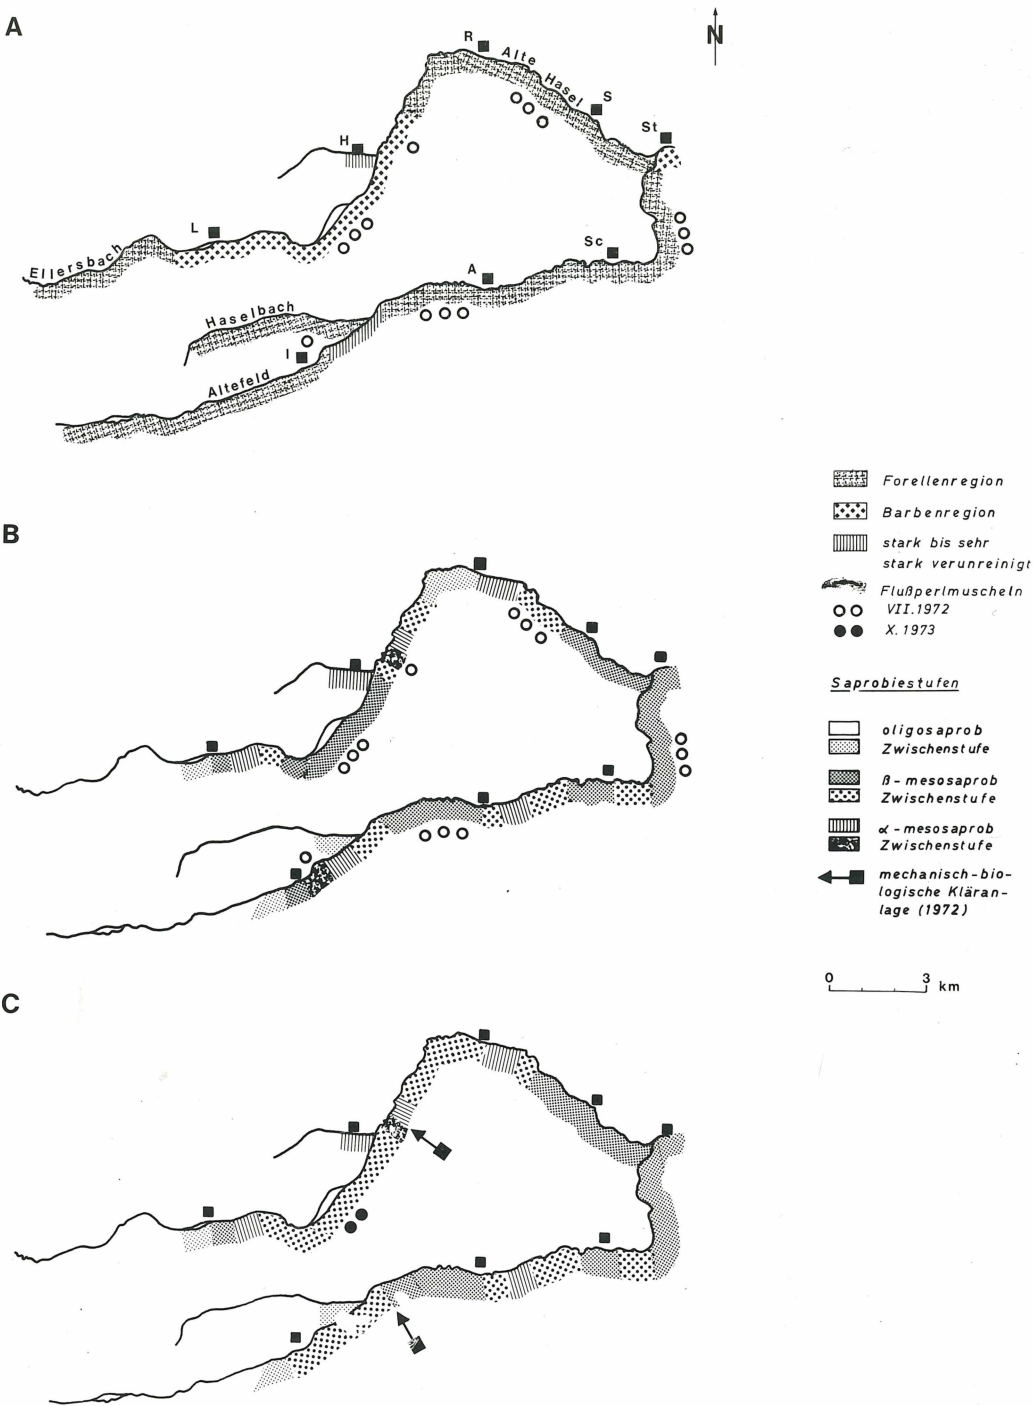 A
N
R
Alte Hasel
S
St
H
L
Ellersbach
Sc
A
Haselbach
I
Altefeld
B
Forellenregion
Barbenregion
stark bis sehr
stark verunreinigt
Flußperlmuscheln
VII.1972
X.1973
Saprobiestufen
oligosaprob
Zwischenstufe
ß-mesosaprob
Zwischenstufe
α-mesosaprob
Zwischenstufe
mechanisch-bio-
logische Kläran-
lage (1972)
0 3 km
C